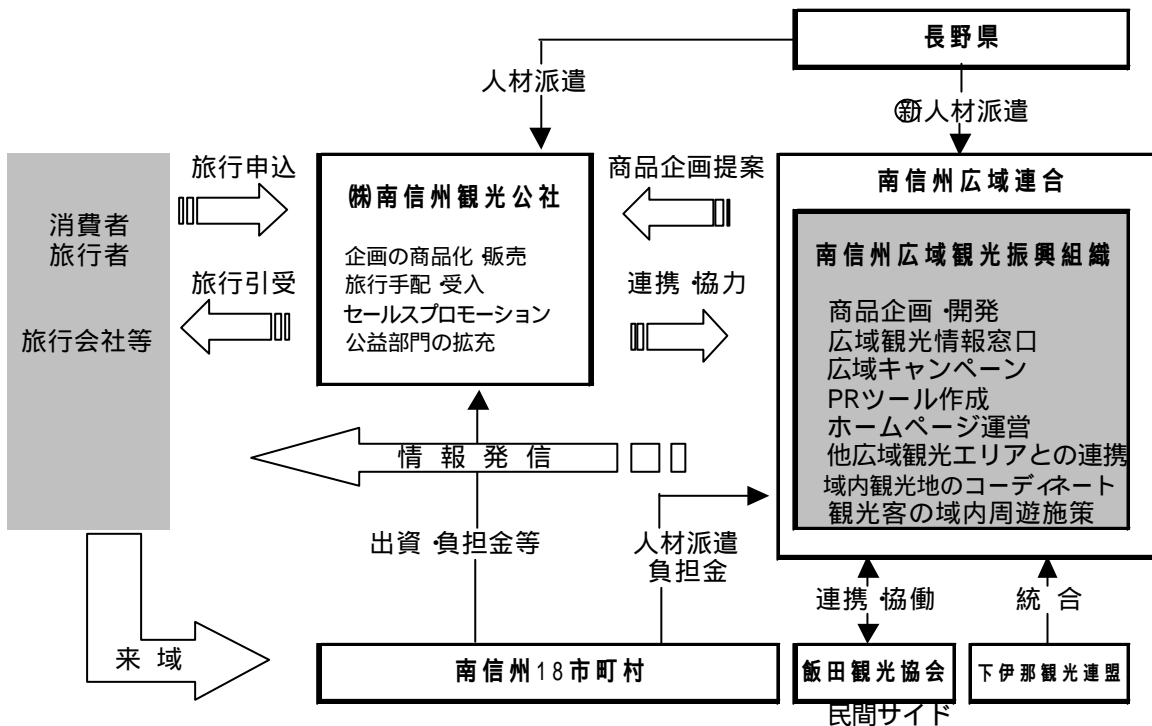 長野県
人材派遣
㊟新人材派遣
旅行申込
商品企画提案
消費者
旅行者
旅行会社等
旅行引受
㈱南信州観光公社
企画の商品化・販売
旅行手配・受入
セールスプロモーション
公益部門の拡充
連携・協力
南信州広域連合
南信州広域観光振興組織
商品企画・開発
広域観光情報窓口
広域キャンペーン
PRツール作成
ホームページ運営
他広域観光エリアとの連携
域内観光地のコーディネート
観光客の域内周遊施策
情報発信
出資・負担金等
人材派遣
負担金
連携・協働
統合
来域
南信州18市町村
飯田観光協会
下伊那観光連盟
民間サイド